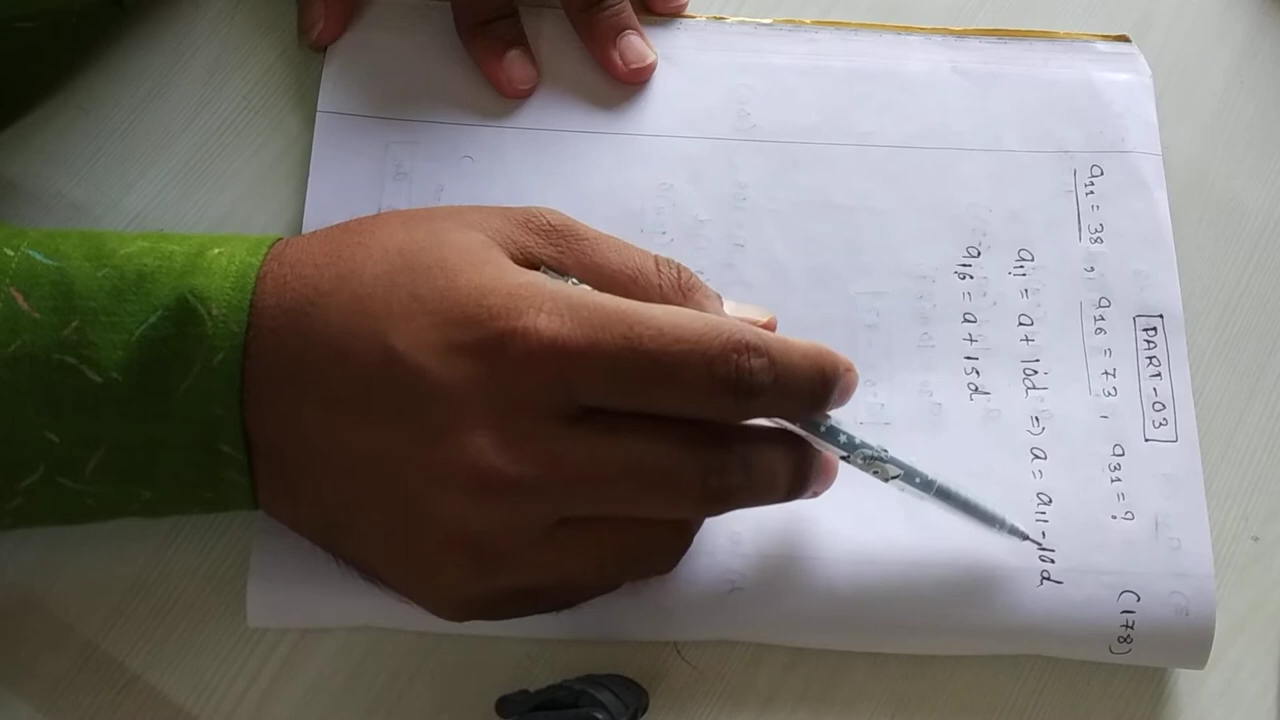 PART-03
a11 = 38 , a16 = 73 , a31 = ? (178)
a11 = a + 10d => a = a11 - 10d
a16 = a + 15d